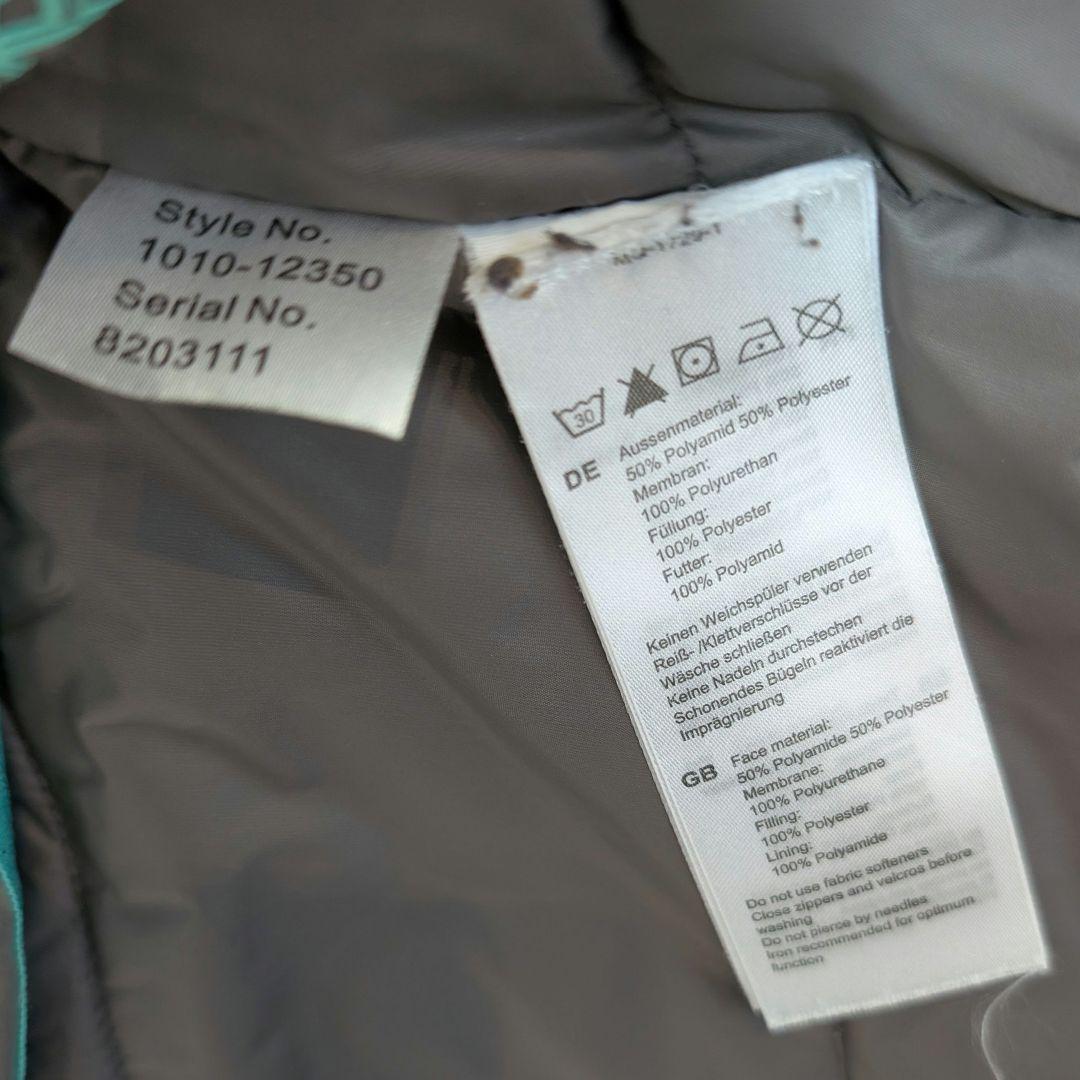 Style No.
1010-12350
Serial No.
8203111
30
DE
Aussenmaterial:
50% Polyamid 50% Polyester
Membran:
100% Polyurethan
Füllung:
100% Polyester
Futter:
100% Polyamid
Keinen Weichspüler verwenden
Reiß- /Klettverschlüsse vor der
Wäsche schließen
Keine Nadeln durchstechen
Schonendes Bügeln reaktiviert die
Imprägnierung
GB
Face material:
50% Polyamide 50% Polyester
Membrane:
100% Polyurethane
Filling:
100% Polyester
Lining:
100% Polyamide
Do not use fabric softeners
Close zippers and velcros before
washing
Do not pierce by needles
Iron recommended for optimum
function